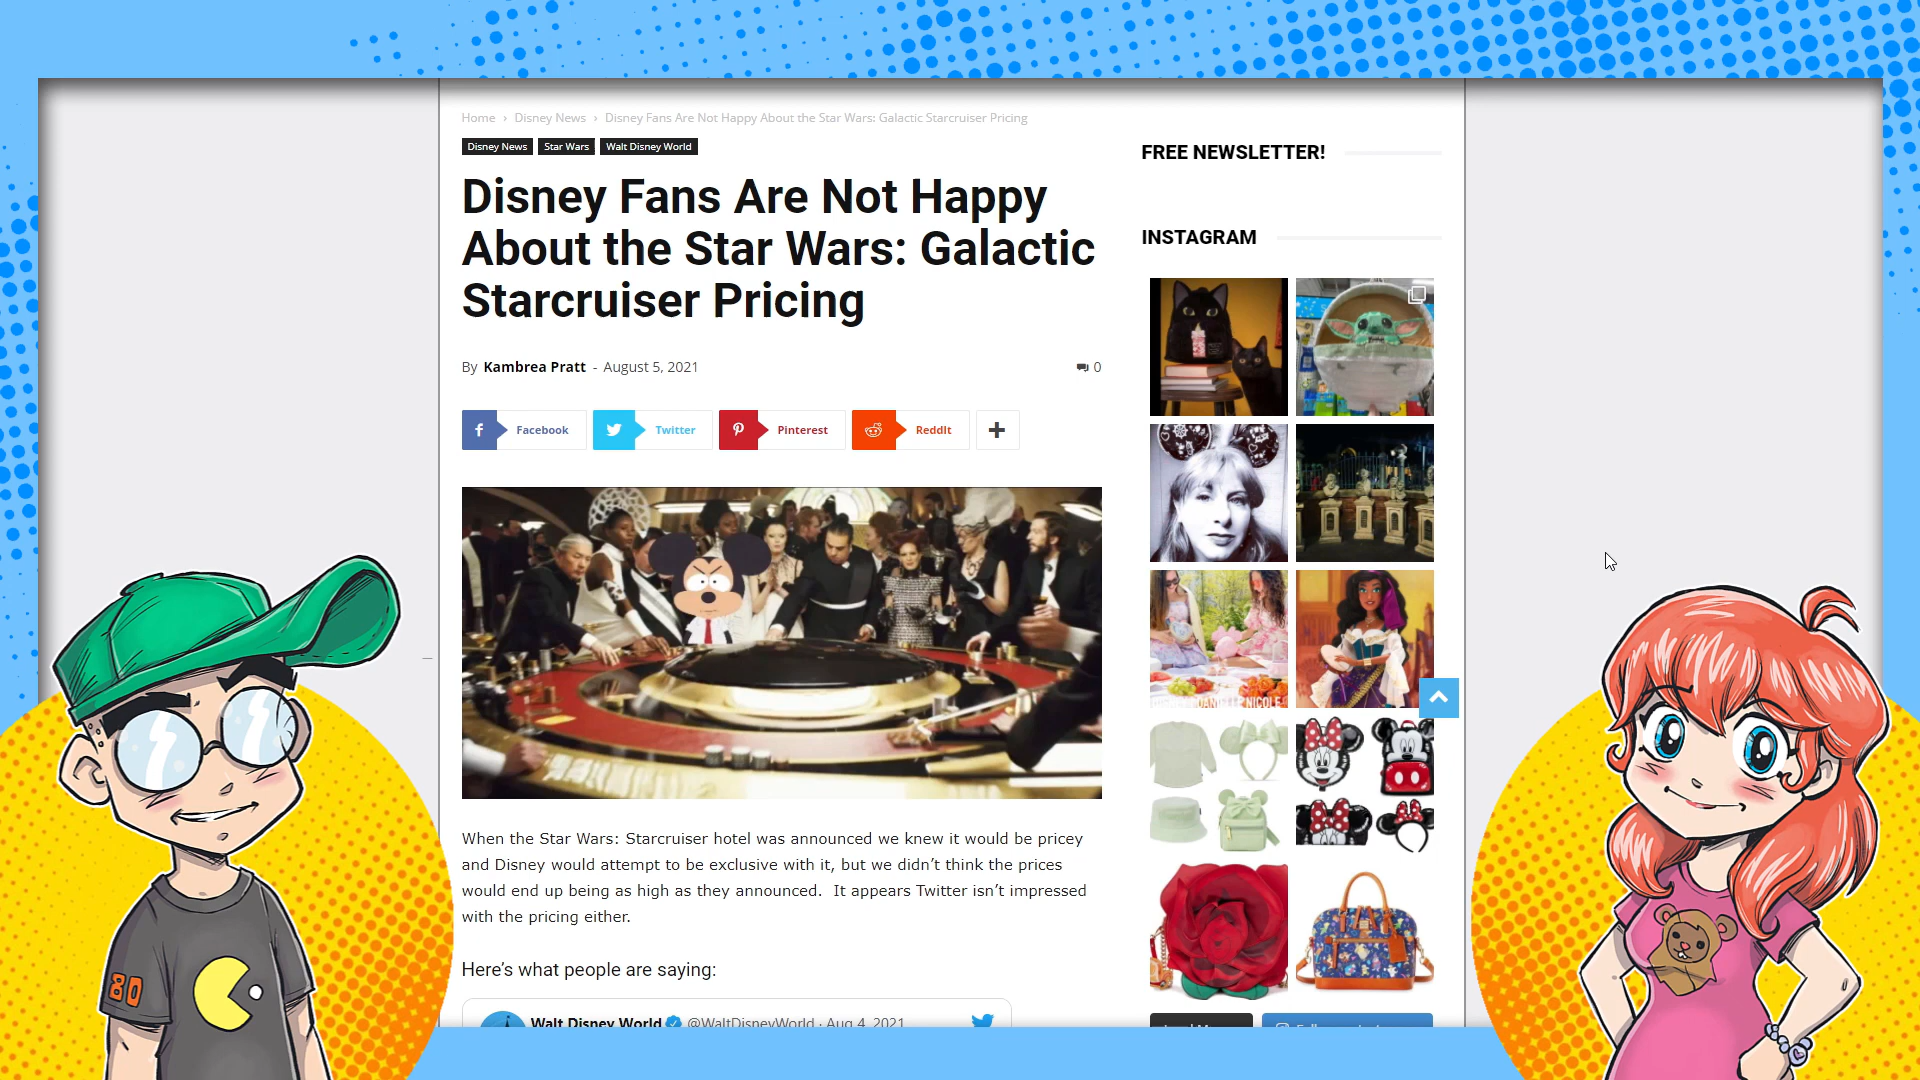 Home › Disney News › Disney Fans Are Not Happy About the Star Wars: Galactic Starcruiser Pricing
Disney News Star Wars Walt Disney World
Disney Fans Are Not Happy
About the Star Wars: Galactic
Starcruiser Pricing
By Kambrea Pratt - August 5, 2021
0
Facebook
Twitter
Pinterest
ReddIt
When the Star Wars: Starcruiser hotel was announced we knew it would be pricey
and Disney would attempt to be exclusive with it, but we didn’t think the prices
would end up being as high as they announced. It appears Twitter isn’t impressed
with the pricing either.
Here’s what people are saying:
Walt Disney World @WaltDisneyWorld · Aug 4, 2021
FREE NEWSLETTER!
INSTAGRAM
80